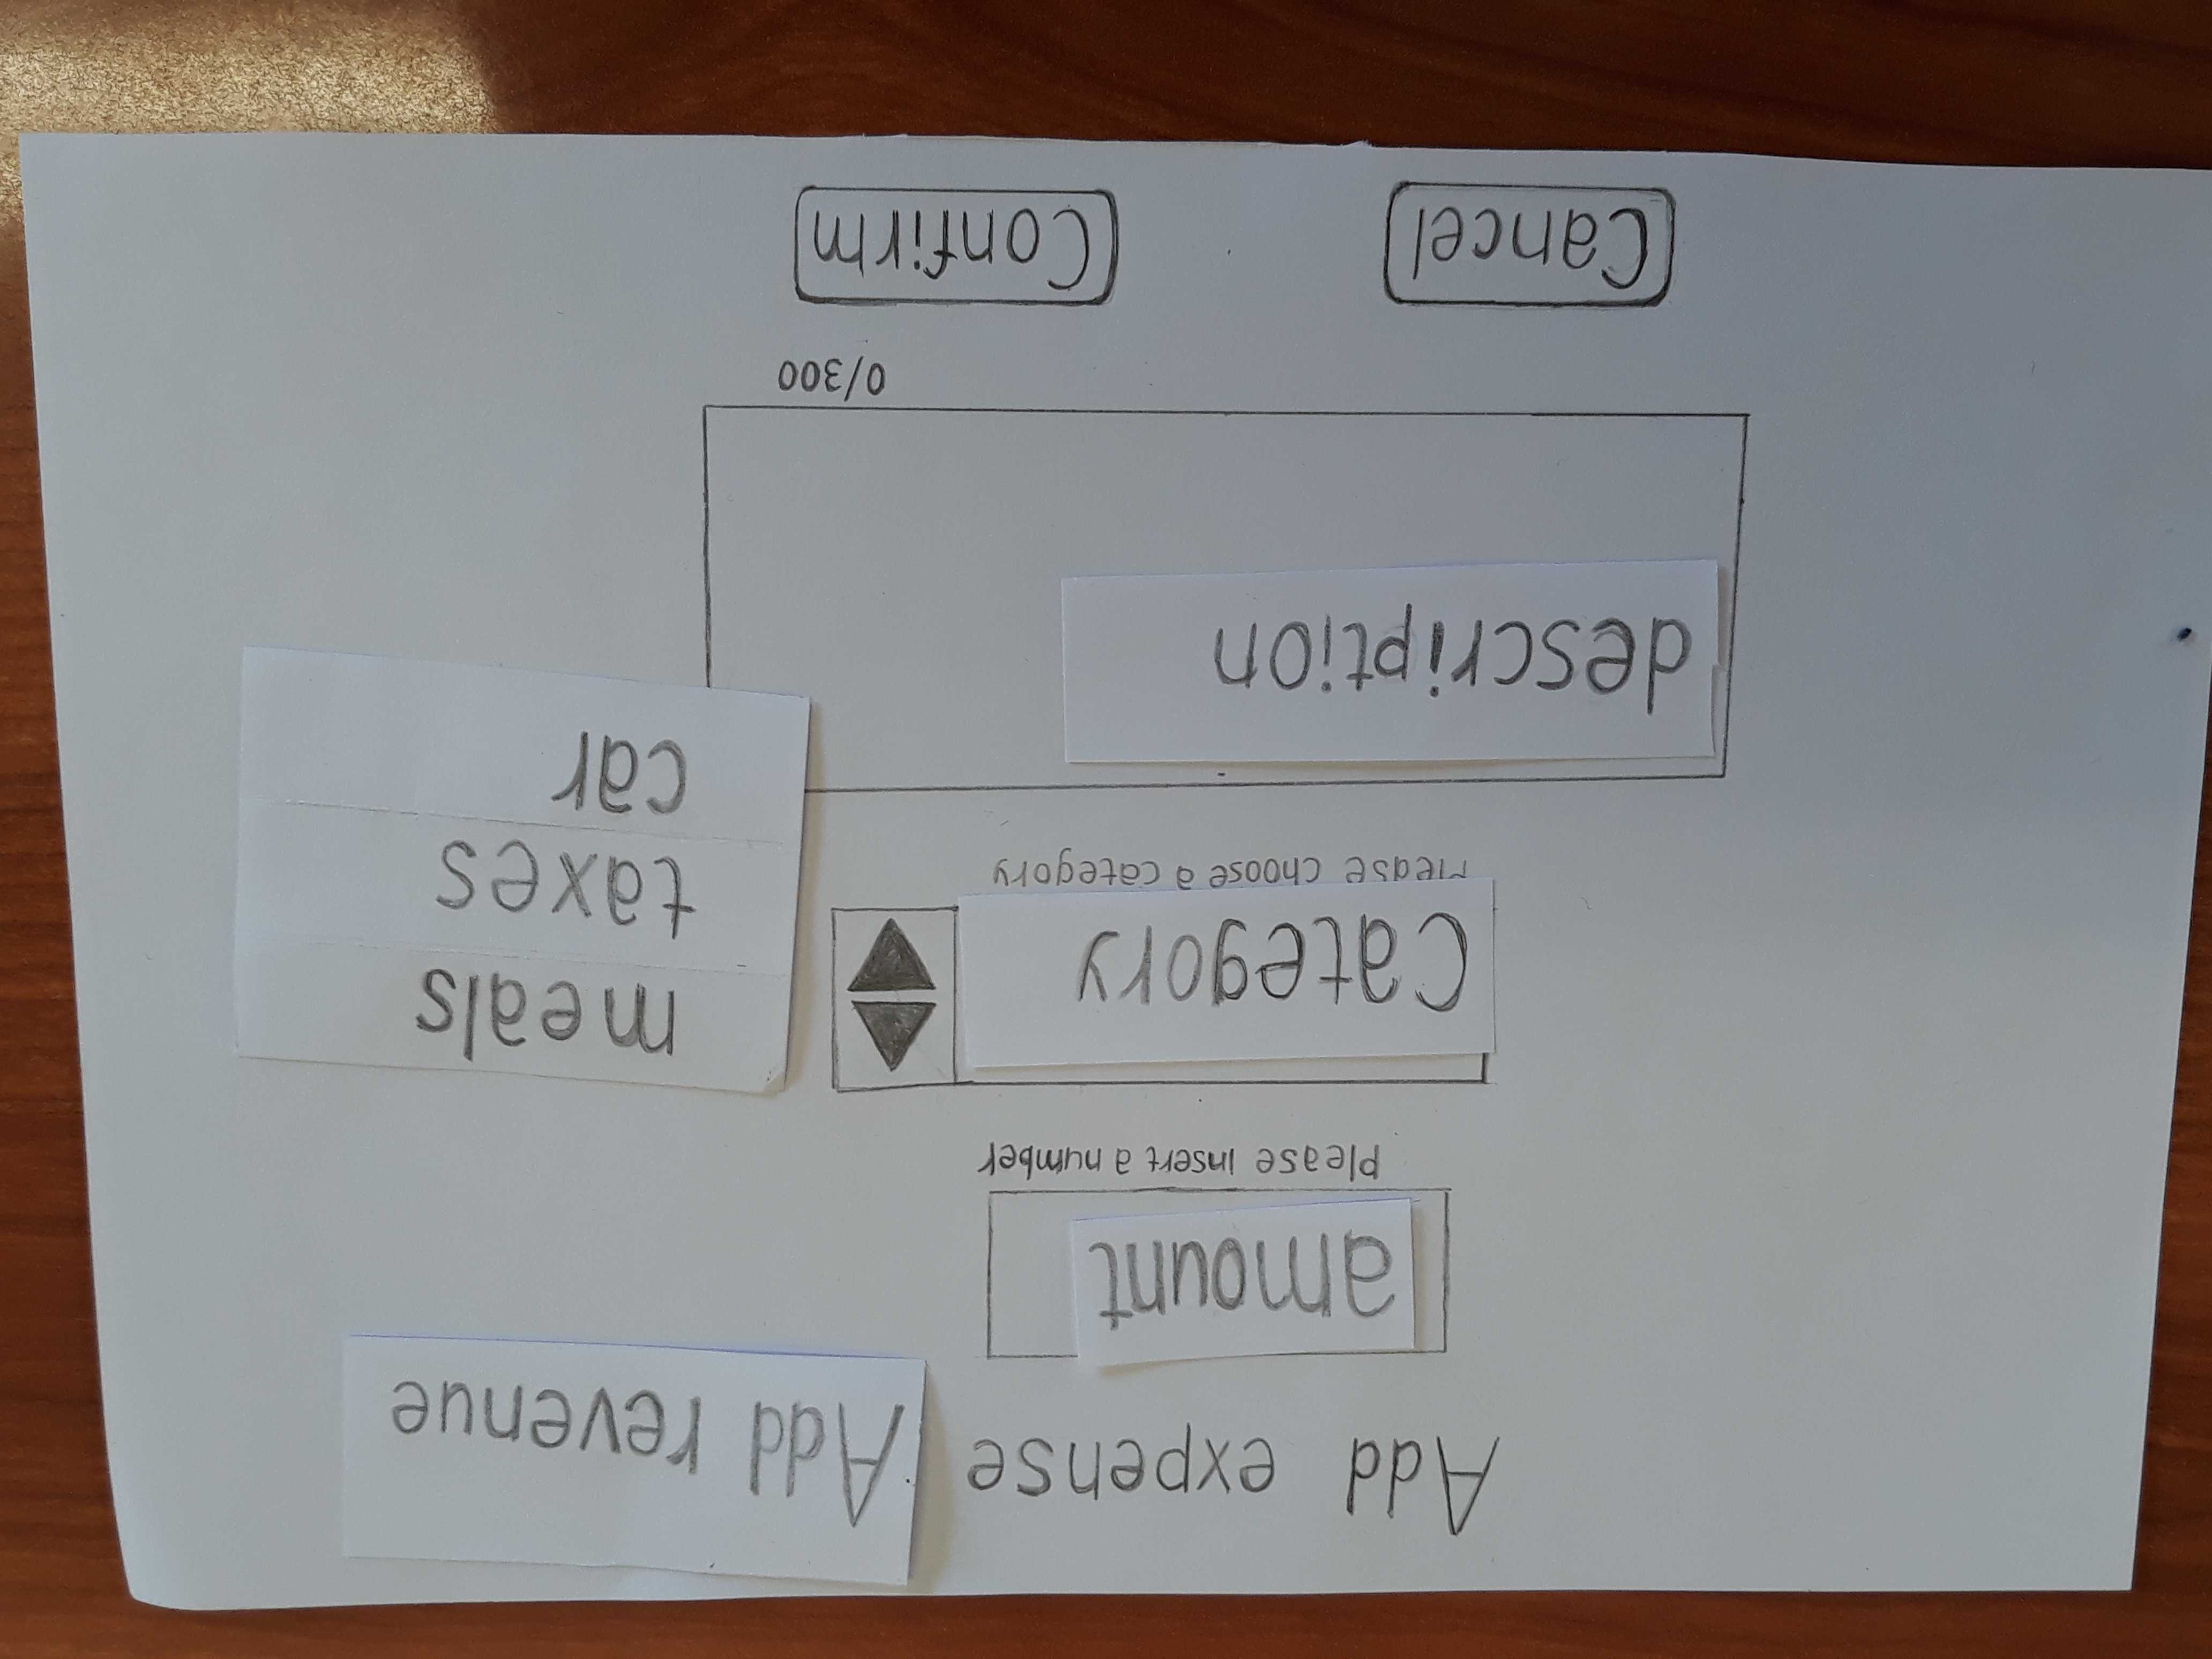 Add expense
Add revenue
amount
Please insert a number
Category
Please choose a category
meals
taxes
car
description
0/300
Cancel
Confirm